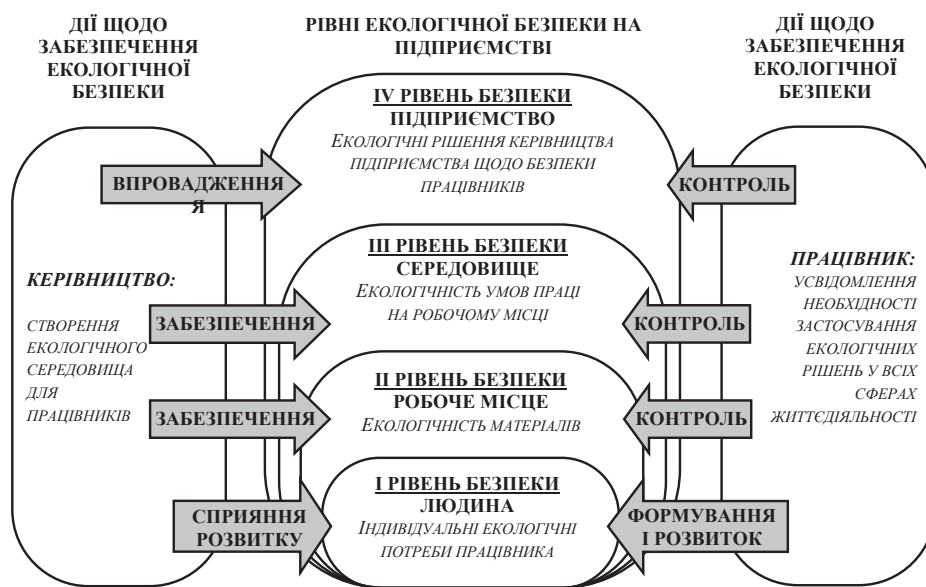 ДІЇ ЩОДО
ЗАБЕЗПЕЧЕННЯ
ЕКОЛОГІЧНОЇ
БЕЗПЕКИ
РІВНІ ЕКОЛОГІЧНОЇ БЕЗПЕКИ НА
ПІДПРИЄМСТВІ
ДІЇ ЩОДО
ЗАБЕЗПЕЧЕННЯ
ЕКОЛОГІЧНОЇ
БЕЗПЕКИ
IV РІВЕНЬ БЕЗПЕКИ
ПІДПРИЄМСТВО
ЕКОЛОГІЧНІ РІШЕННЯ КЕРІВНИЦТВА
ПІДПРИЄМСТВА ЩОДО БЕЗПЕКИ
ПРАЦІВНИКІВ
ВПРОВАДЖЕНН
Я
КОНТРОЛЬ
КЕРІВНИЦТВО:
СТВОРЕННЯ
ЕКОЛОГІЧНОГО
СЕРЕДОВИЩА
ДЛЯ
ПРАЦІВНИКІВ
III РІВЕНЬ БЕЗПЕКИ
СЕРЕДОВИЩЕ
ЕКОЛОГІЧНІСТЬ УМОВ ПРАЦІ
НА РОБОЧОМУ МІСЦІ
ЗАБЕЗПЕЧЕННЯ
КОНТРОЛЬ
ПРАЦІВНИК:
УСВІДОМЛЕННЯ
НЕОБХІДНОСТІ
ЗАСТОСУВАННЯ
ЕКОЛОГІЧНИХ
РІШЕНЬ У ВСІХ
СФЕРАХ
ЖИТТЄДІЯЛЬНОСТІ
II РІВЕНЬ БЕЗПЕКИ
РОБОЧЕ МІСЦЕ
ЕКОЛОГІЧНІСТЬ МАТЕРІАЛІВ
ЗАБЕЗПЕЧЕННЯ
КОНТРОЛЬ
I РІВЕНЬ БЕЗПЕКИ
ЛЮДИНА
ІНДИВІДУАЛЬНІ ЕКОЛОГІЧНІ
ПОТРЕБИ ПРАЦІВНИКА
СПРИЯННЯ
РОЗВИТКУ
ФОРМУВАННЯ
І РОЗВИТОК